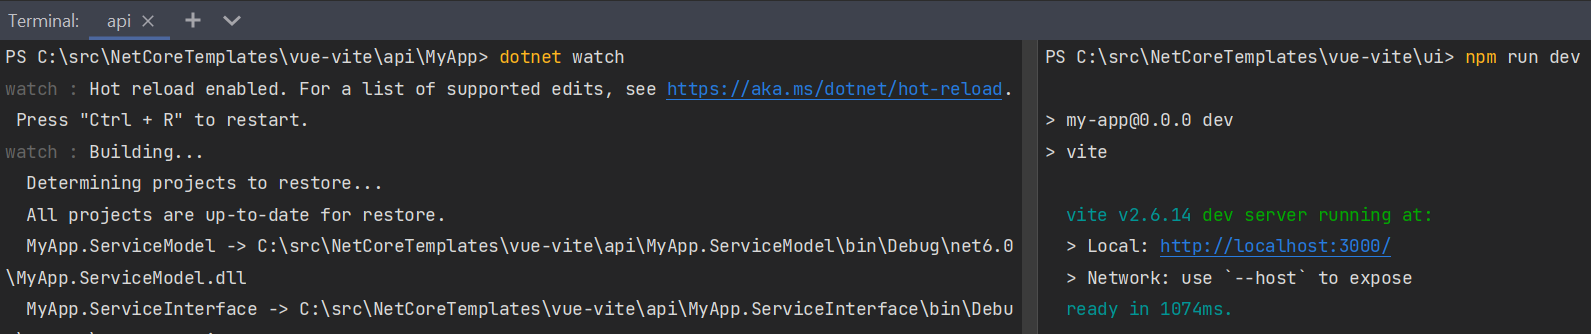 Terminal: api
PS C:\src\NetCoreTemplates\vue-vite\api\MyApp> dotnet watch
watch : Hot reload enabled. For a list of supported edits, see https://aka.ms/dotnet/hot-reload.
Press "Ctrl + R" to restart.
watch : Building...
Determining projects to restore...
All projects are up-to-date for restore.
MyApp.ServiceModel -> C:\src\NetCoreTemplates\vue-vite\api\MyApp.ServiceModel\bin\Debug\net6.0
\MyApp.ServiceModel.dll
MyApp.ServiceInterface -> C:\src\NetCoreTemplates\vue-vite\api\MyApp.ServiceInterface\bin\Debu
PS C:\src\NetCoreTemplates\vue-vite\ui> npm run dev
> my-app@0.0.0 dev
> vite
vite v2.6.14 dev server running at:
> Local: http://localhost:3000/
> Network: use `--host` to expose
ready in 1074ms.